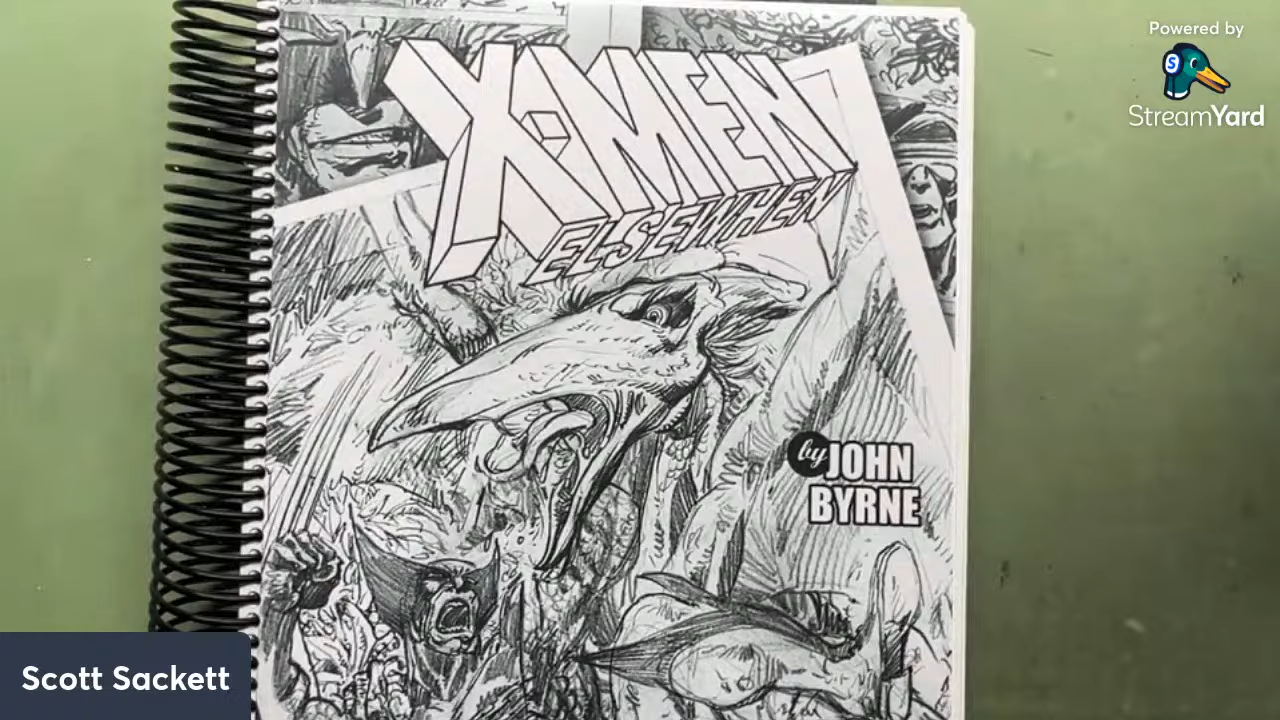 X-MEN
ELSEWHEN
by JOHN
BYRNE
Powered by
StreamYard
Scott Sackett